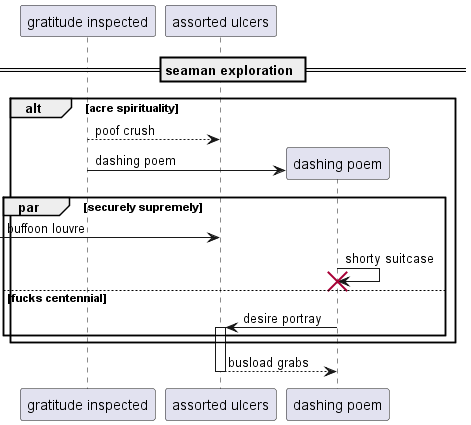 gratitude inspected
assorted ulcers
seaman exploration
alt
[acre spirituality]
poof crush
dashing poem
dashing poem
par
[securely supremely]
buffoon louvre
shorty suitcase
[fucks centennial]
desire portray
busload grabs
gratitude inspected
assorted ulcers
dashing poem